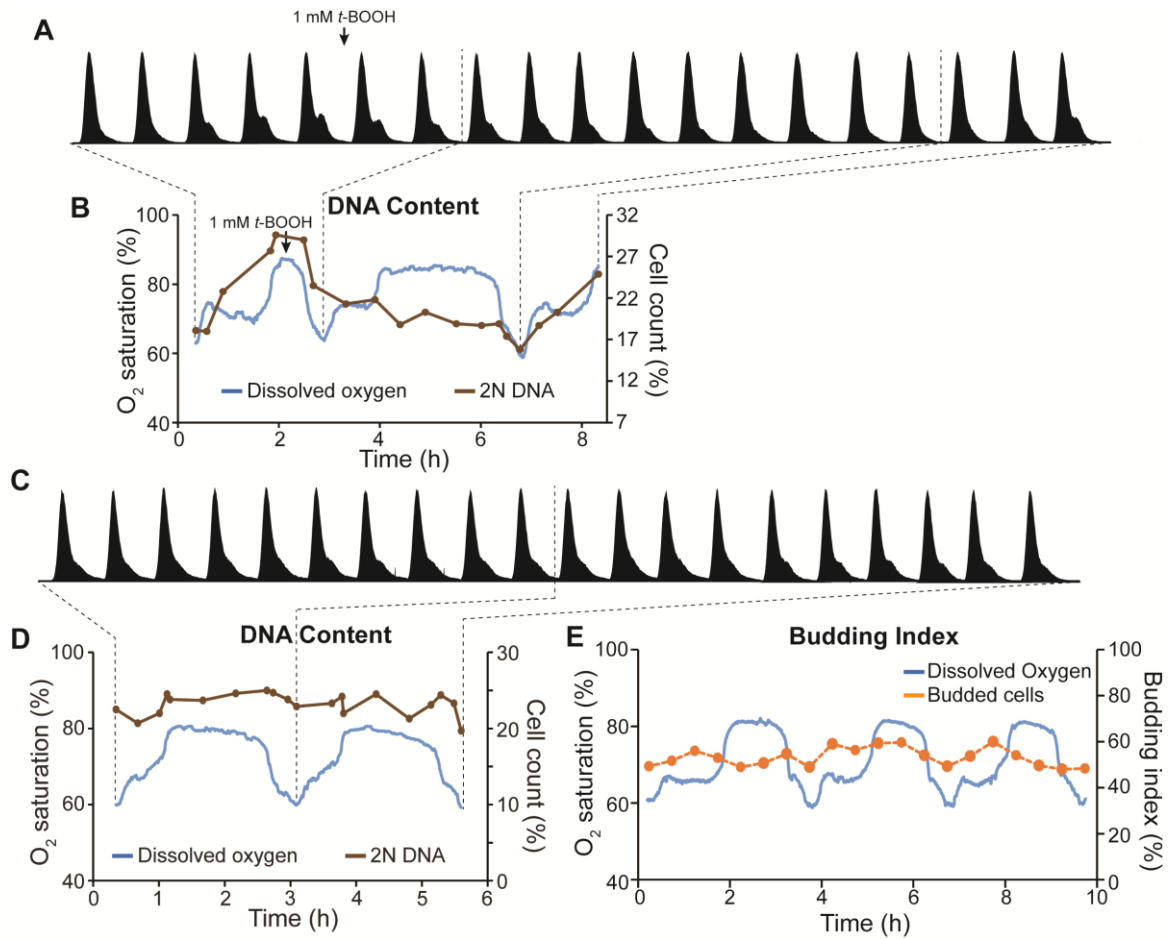 1 mM t-BOOH
A
B
DNA Content
1 mM t-BOOH
100
80
60
40
O2 saturation (%)
32
27
22
17
12
7
Cell count (%)
Dissolved oxygen
2N DNA
0
2
4
6
8
Time (h)
C
D
DNA Content
100
80
60
40
O2 saturation (%)
30
20
10
0
Cell count (%)
Dissolved oxygen
2N DNA
0
1
2
3
4
5
6
Time (h)
E
Budding Index
100
80
60
40
O2 saturation (%)
Dissolved Oxygen
Budded cells
100
80
60
40
20
0
Budding index (%)
0
2
4
6
8
10
Time (h)